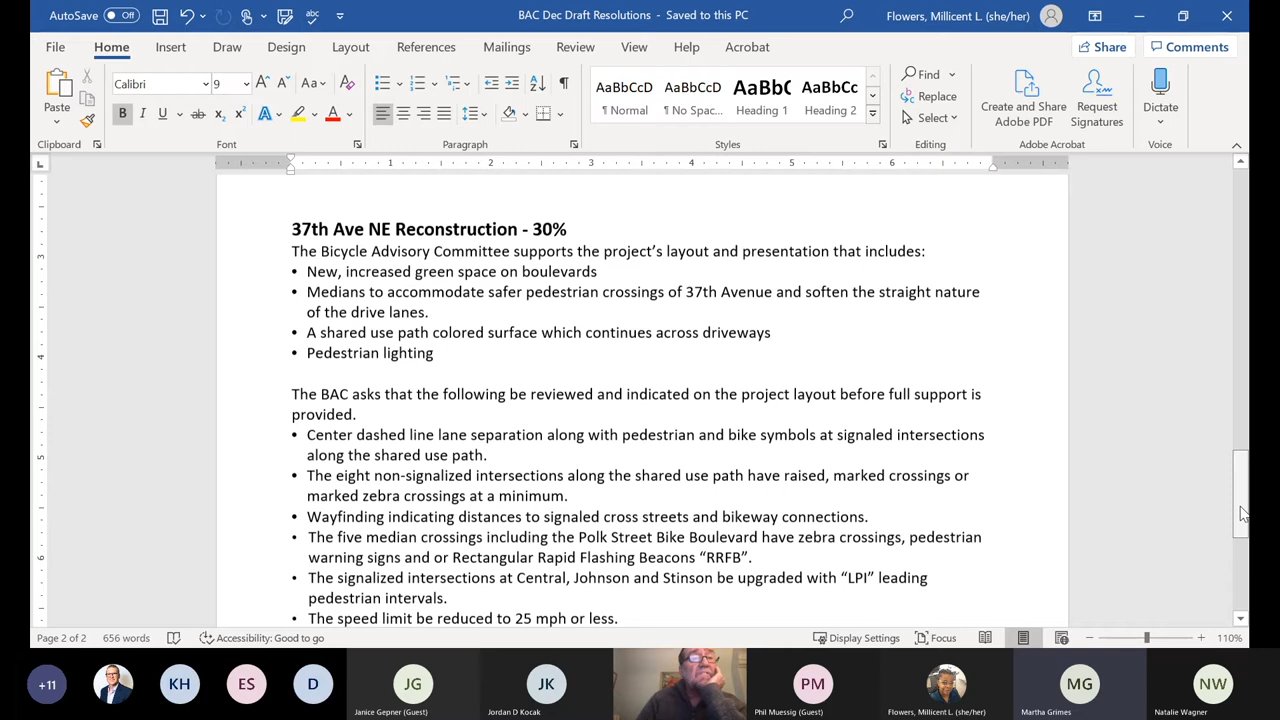 AutoSave Off BAC Dec Draft Resolutions - Saved to this PC Flowers, Millicent L. (she/her)
File Home Insert Draw Design Layout References Mailings Review View Help Acrobat Share Comments
Paste
Calibri 9
Aa
AaBbCcD AaBbCcD AaBbC AaBbCc
¶ Normal ¶ No Spac... Heading 1 Heading 2
Find
Replace
Select
Create and Share
Adobe PDF
Request
Signatures
Dictate
Clipboard Font Paragraph Styles Editing Adobe Acrobat Voice
1 2 3 4 5 6 7
37th Ave NE Reconstruction - 30%
The Bicycle Advisory Committee supports the project’s layout and presentation that includes:
• New, increased green space on boulevards
• Medians to accommodate safer pedestrian crossings of 37th Avenue and soften the straight nature
of the drive lanes.
• A shared use path colored surface which continues across driveways
• Pedestrian lighting
The BAC asks that the following be reviewed and indicated on the project layout before full support is
provided.
• Center dashed line lane separation along with pedestrian and bike symbols at signaled intersections
along the shared use path.
• The eight non-signalized intersections along the shared use path have raised, marked crossings or
marked zebra crossings at a minimum.
• Wayfinding indicating distances to signaled cross streets and bikeway connections.
• The five median crossings including the Polk Street Bike Boulevard have zebra crossings, pedestrian
warning signs and or Rectangular Rapid Flashing Beacons “RRFB”.
• The signalized intersections at Central, Johnson and Stinson be upgraded with “LPI” leading
pedestrian intervals.
• The speed limit be reduced to 25 mph or less.
3
4
5
6
Page 2 of 2 656 words Accessibility: Good to go Display Settings Focus 110%
+11 KH ES D JG JK PM MG NW
Janice Gepner (Guest) Jordan D Kocak Phil Muessig (Guest) Flowers, Millicent L. (she/her) Martha Grimes Natalie Wagner